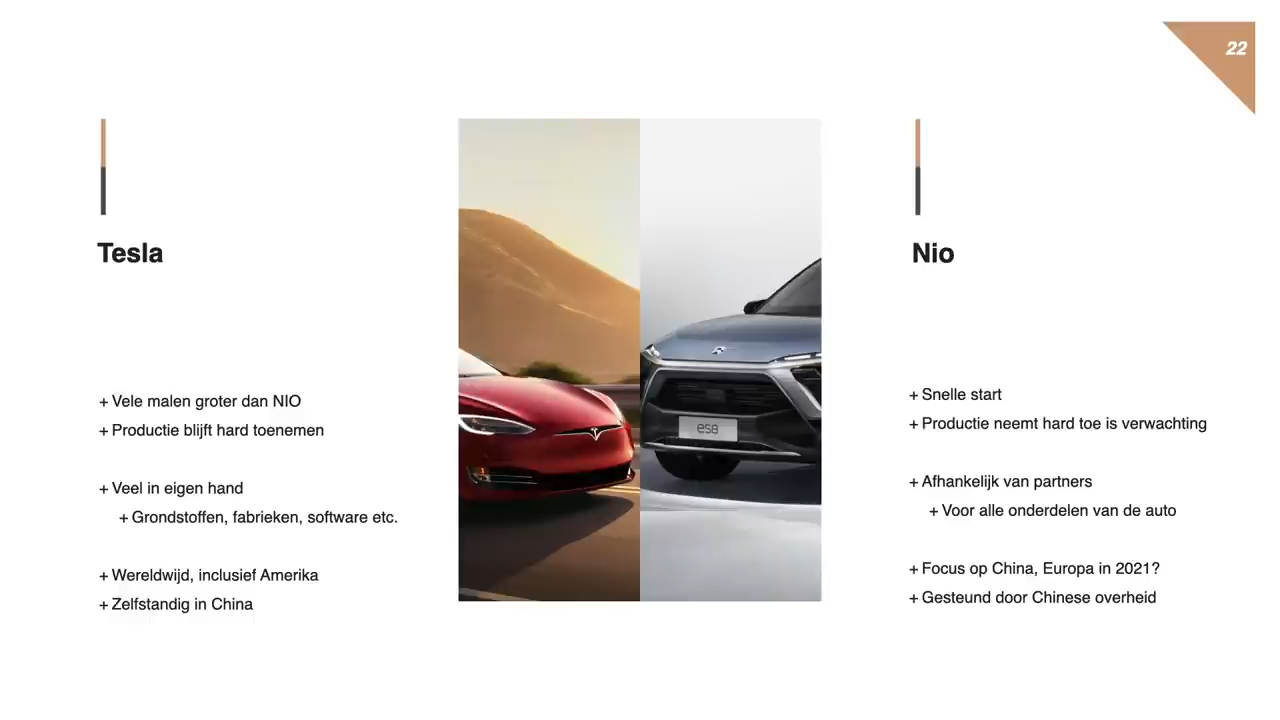 22
Tesla
+ Vele malen groter dan NIO
+ Productie blijft hard toenemen
+ Veel in eigen hand
+ Grondstoffen, fabrieken, software etc.
+ Wereldwijd, inclusief Amerika
+ Zelfstandig in China
es8
Nio
+ Snelle start
+ Productie neemt hard toe is verwachting
+ Afhankelijk van partners
+ Voor alle onderdelen van de auto
+ Focus op China, Europa in 2021?
+ Gesteund door Chinese overheid